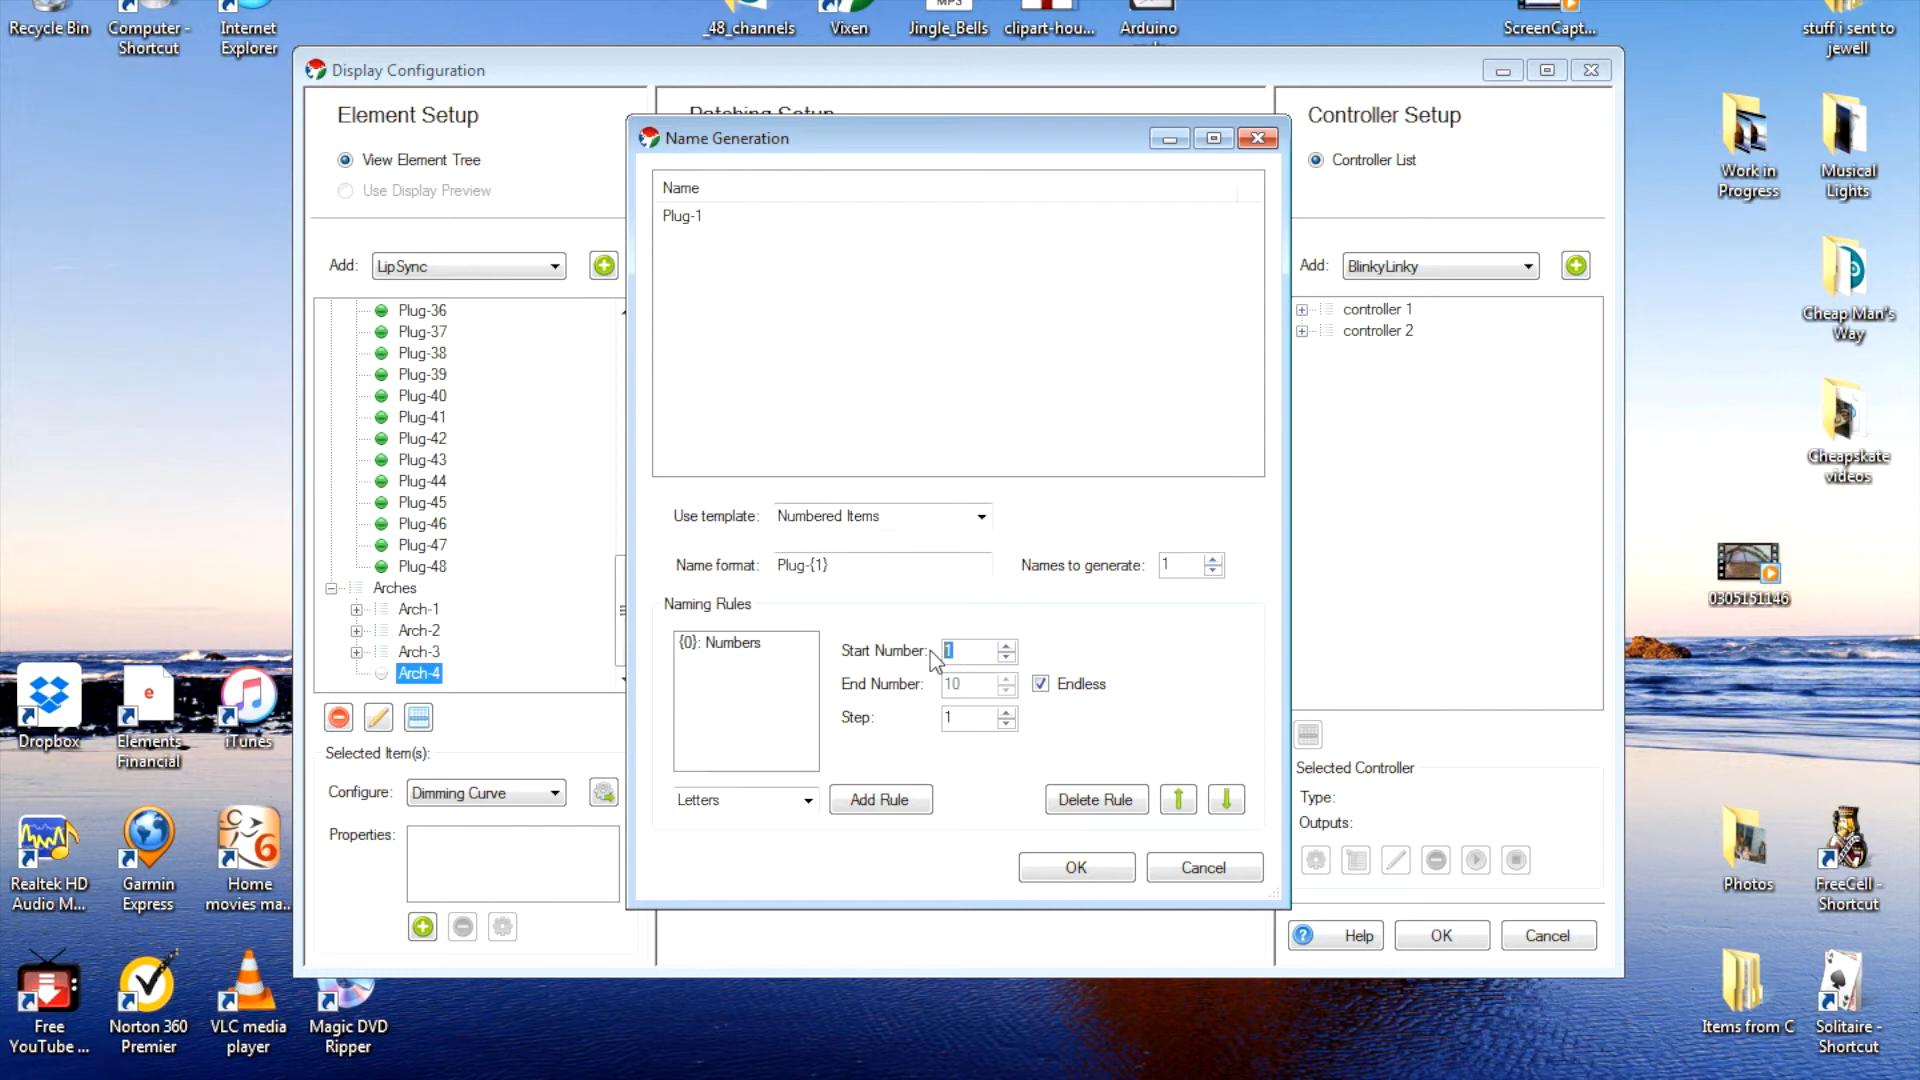 Recycle Bin
Computer - Shortcut
Internet Explorer
_48_channels
Vixen
MP3
Jingle_Bells
clipart-hou...
Arduino
ScreenCapt...
stuff i sent to jewell
Display Configuration
Element Setup
View Element Tree
Use Display Preview
Add:
LipSync
Plug-36
Plug-37
Plug-38
Plug-39
Plug-40
Plug-41
Plug-42
Plug-43
Plug-44
Plug-45
Plug-46
Plug-47
Plug-48
Arches
Arch-1
Arch-2
Arch-3
Arch-4
Selected Item(s):
Configure:
Dimming Curve
Properties:
Patching Setup
Name Generation
Name
Plug-1
Use template:
Numbered Items
Name format:
Plug-{1}
Names to generate:
1
Naming Rules
{0}: Numbers
Start Number:
1
End Number:
10
Endless
Step:
1
Letters
Add Rule
Delete Rule
OK
Cancel
Controller Setup
Controller List
Add:
BlinkyLinky
controller 1
controller 2
Selected Controller
Type:
Outputs:
Help
OK
Cancel
Work in Progress
Musical Lights
Cheap Man's Way
Cheapskate videos
0305151146
Photos
FreeCell - Shortcut
Items from C
Solitaire - Shortcut
Dropbox
Elements Financial
iTunes
Realtek HD Audio M...
Garmin Express
Home movies ma...
Free YouTube ...
Norton 360 Premier
VLC media player
Magic DVD Ripper